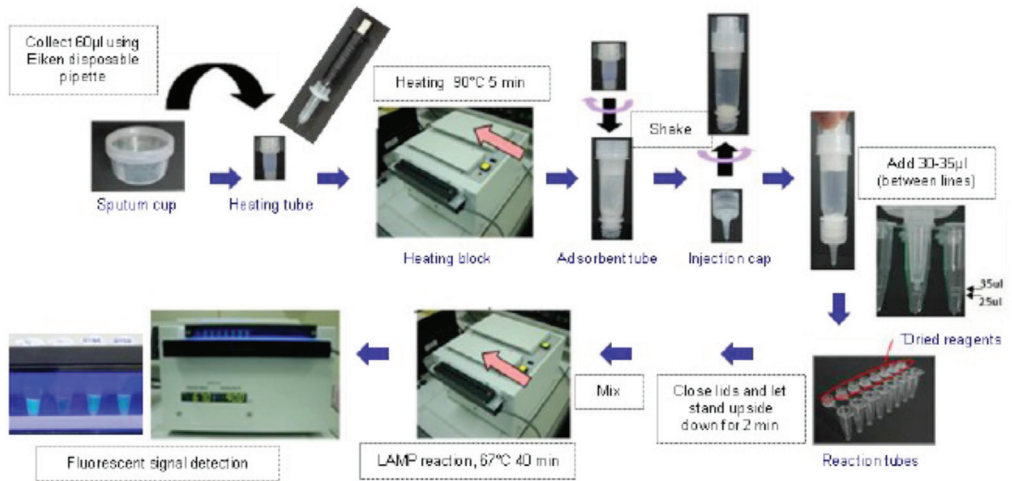 Collect 60µl using
Eiken disposable
pipette
Heating 90°C 5 min
Shake
Add 30-35µl
(between lines)
Sputum cup
Heating tube
Heating block
Adsorbent tube
Injection cap
35ul
25ul
Dried reagents
Mix
Close lids and let
stand upside
down for 2 min
Reaction tubes
LAMP reaction, 67°C 40 min
Fluorescent signal detection